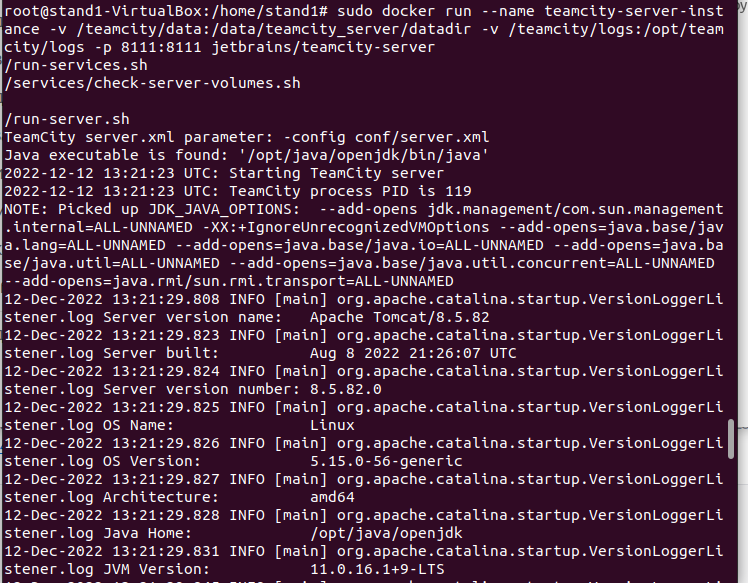 root@stand1-VirtualBox:/home/stand1# sudo docker run --name teamcity-server-inst
ance -v /teamcity/data:/data/teamcity_server/datadir -v /teamcity/logs:/opt/team
city/logs -p 8111:8111 jetbrains/teamcity-server
/run-services.sh
/services/check-server-volumes.sh
/run-server.sh
TeamCity server.xml parameter: -config conf/server.xml
Java executable is found: '/opt/java/openjdk/bin/java'
2022-12-12 13:21:23 UTC: Starting TeamCity server
2022-12-12 13:21:23 UTC: TeamCity process PID is 119
NOTE: Picked up JDK_JAVA_OPTIONS:  --add-opens jdk.management/com.sun.management
.internal=ALL-UNNAMED -XX:+IgnoreUnrecognizedVMOptions --add-opens=java.base/jav
a.lang=ALL-UNNAMED --add-opens=java.base/java.io=ALL-UNNAMED --add-opens=java.ba
se/java.util=ALL-UNNAMED --add-opens=java.base/java.util.concurrent=ALL-UNNAMED
--add-opens=java.rmi/sun.rmi.transport=ALL-UNNAMED
12-Dec-2022 13:21:29.808 INFO [main] org.apache.catalina.startup.VersionLoggerLi
stener.log Server version name:   Apache Tomcat/8.5.82
12-Dec-2022 13:21:29.823 INFO [main] org.apache.catalina.startup.VersionLoggerLi
stener.log Server built:          Aug 8 2022 21:26:07 UTC
12-Dec-2022 13:21:29.824 INFO [main] org.apache.catalina.startup.VersionLoggerLi
stener.log Server version number: 8.5.82.0
12-Dec-2022 13:21:29.825 INFO [main] org.apache.catalina.startup.VersionLoggerLi
stener.log OS Name:               Linux
12-Dec-2022 13:21:29.826 INFO [main] org.apache.catalina.startup.VersionLoggerLi
stener.log OS Version:            5.15.0-56-generic
12-Dec-2022 13:21:29.827 INFO [main] org.apache.catalina.startup.VersionLoggerLi
stener.log Architecture:          amd64
12-Dec-2022 13:21:29.828 INFO [main] org.apache.catalina.startup.VersionLoggerLi
stener.log Java Home:             /opt/java/openjdk
12-Dec-2022 13:21:29.831 INFO [main] org.apache.catalina.startup.VersionLoggerLi
stener.log JVM Version:           11.0.16.1+9-LTS